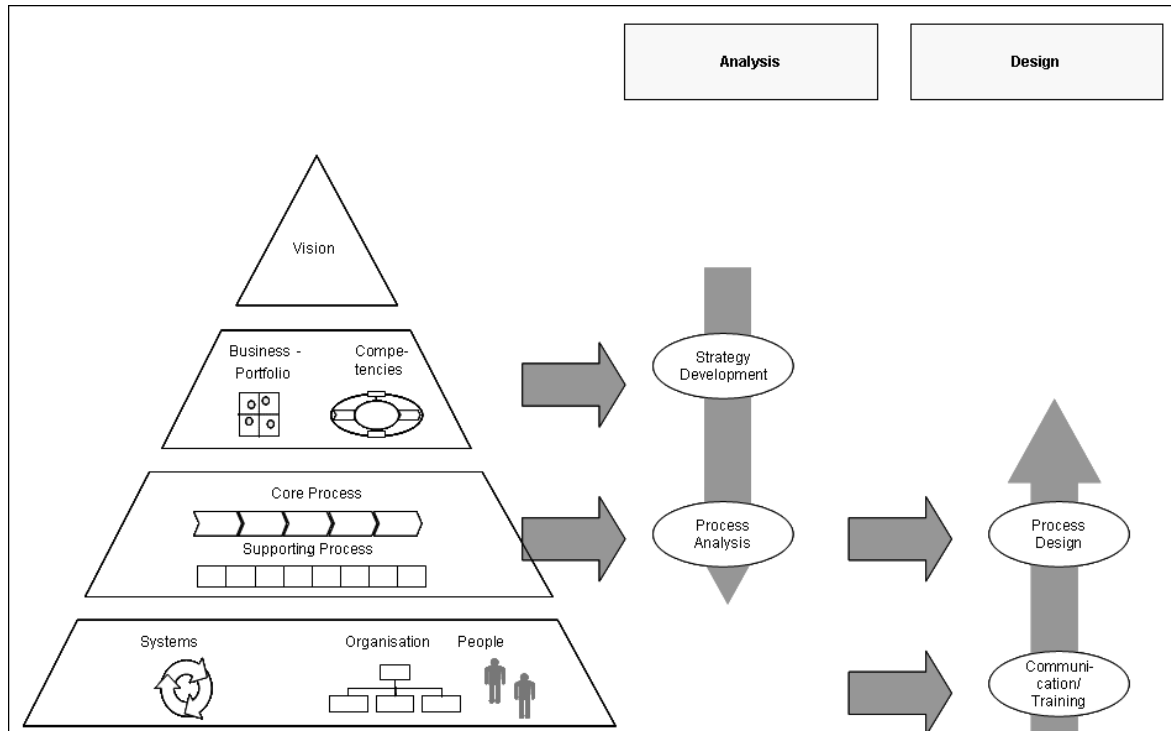 Analysis
Design
Vision
Business -
Portfolio
Compe-
tencies
Strategy
Development
Core Process
Supporting Process
Process
Analysis
Process
Design
Systems
Organisation
People
Communi-
cation/
Training